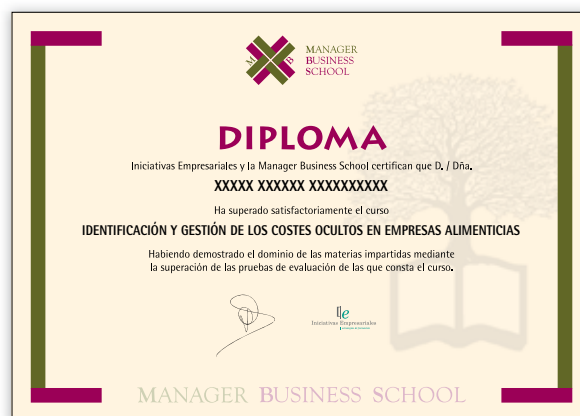 M B
MANAGER
BUSINESS
SCHOOL
DIPLOMA
Iniciativas Empresariales y la Manager Business School certifican que D. / Dña.
XXXXX XXXXXX XXXXXXXXXX
Ha superado satisfactoriamente el curso
IDENTIFICACIÓN Y GESTIÓN DE LOS COSTES OCULTOS EN EMPRESAS ALIMENTICIAS
Habiendo demostrado el dominio de las materias impartidas mediante
la superación de las pruebas de evaluación de las que consta el curso.
Iniciativas Empresariales
MANAGER BUSINESS SCHOOL